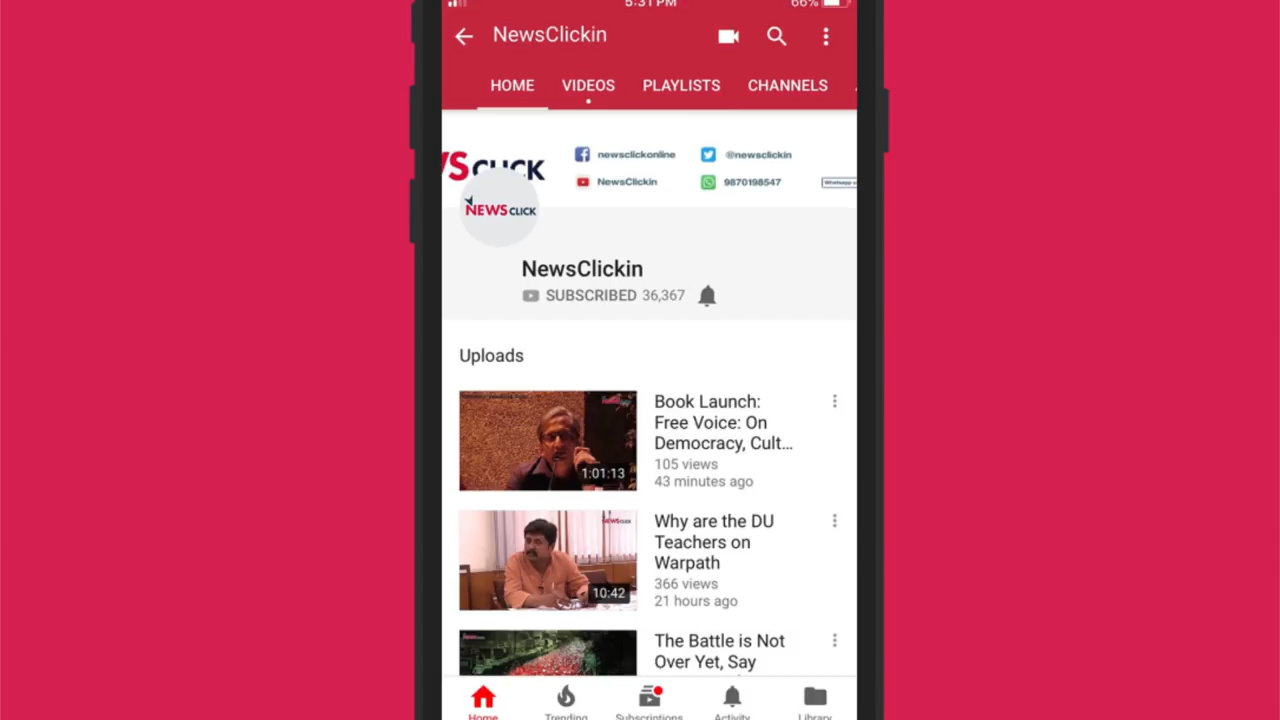 5:31 PM
66%
NewsClickin
HOME
VIDEOS
PLAYLISTS
CHANNELS
WS CLICK
newsclickonline
@newsclickin
NewsClickin
9870198547
Whatsapp
NEWS CLICK
NewsClickin
SUBSCRIBED 36,367
Uploads
Book Launch:
Free Voice: On
Democracy, Cult...
105 views
43 minutes ago
1:01:13
Why are the DU
Teachers on
Warpath
366 views
21 hours ago
NEWSCLICK
10:42
The Battle is Not
Over Yet, Say
Home
Trending
Subscriptions
Activity
Library